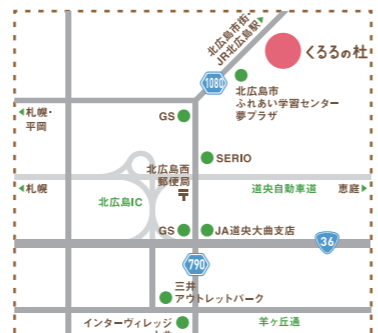 北広島市街・
JR北広島駅
くるるの杜
1080
北広島市
ふれあい学習センター
夢プラザ
札幌・
平岡
GS
SERIO
北広島西
郵便局
札幌
道央自動車道
恵庭
北広島IC
GS
JA道央大曲支店
36
790
三井
アウトレットパーク
インターヴィレッジ
羊ヶ丘通